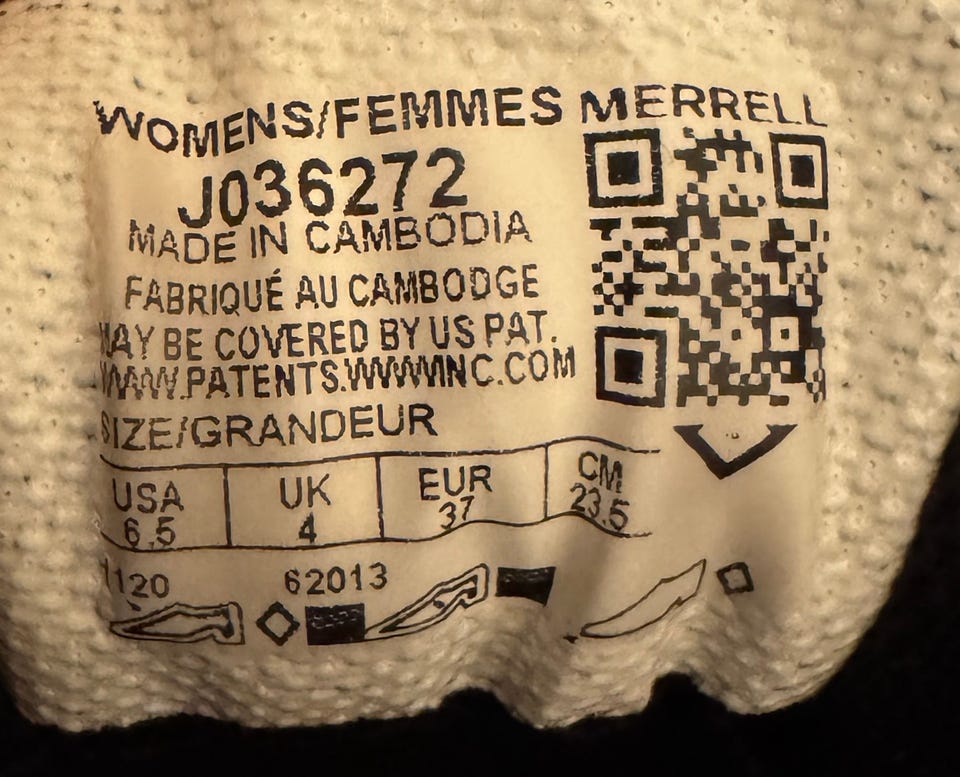 WOMENS/FEMMES MERRELL
J036272
MADE IN CAMBODIA
FABRIQUÉ AU CAMBODGE
MAY BE COVERED BY US PAT.
WWW.PATENTS.WWWINC.COM
SIZE/GRANDEUR
USA UK EUR CM
6.5 4 37 23.5
1120 62013